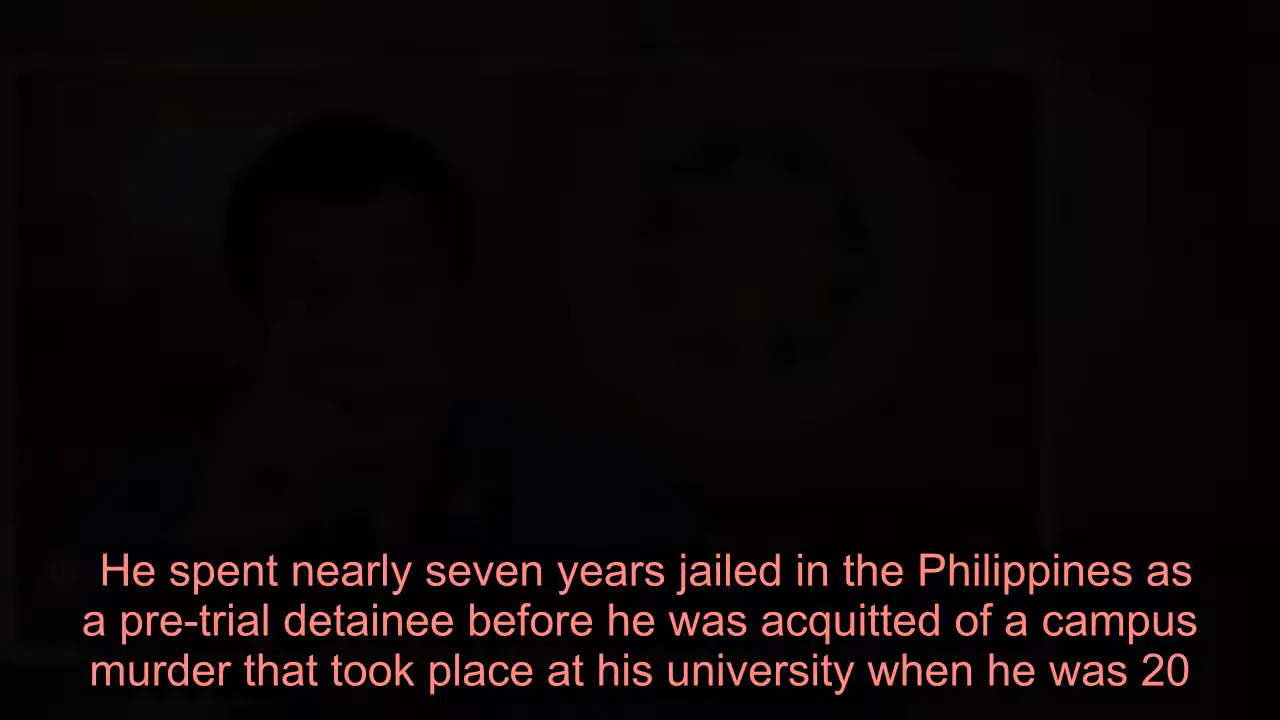 He spent nearly seven years jailed in the Philippines as
a pre-trial detainee before he was acquitted of a campus
murder that took place at his university when he was 20